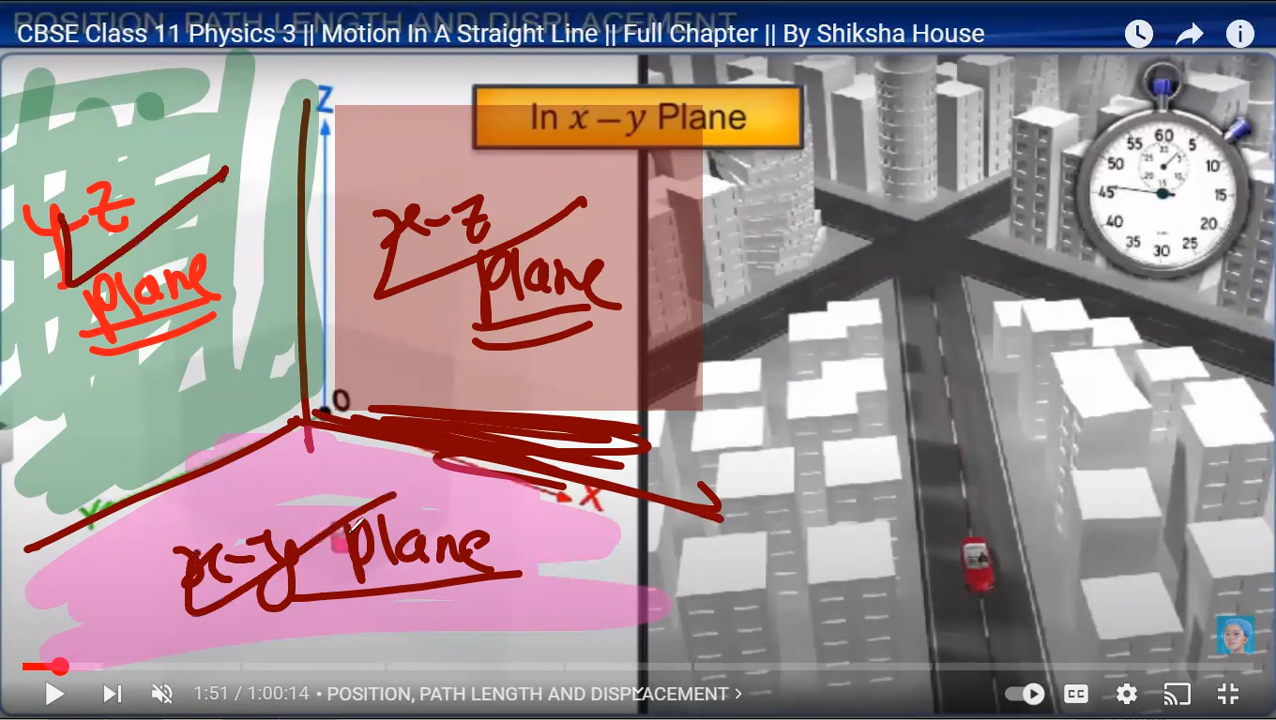 POSITION, PATH LENGTH AND DISPLACEMENT
CBSE Class 11 Physics 3 || Motion In A Straight Line || Full Chapter || By Shiksha House
In x – y Plane
Z
O
X
Y
y-z
plane
x-z
plane
x-y plane
60
55 5
50 10
45 15
40 20
35 25
30
1:51 / 1:00:14 • POSITION, PATH LENGTH AND DISPLACEMENT >
CC